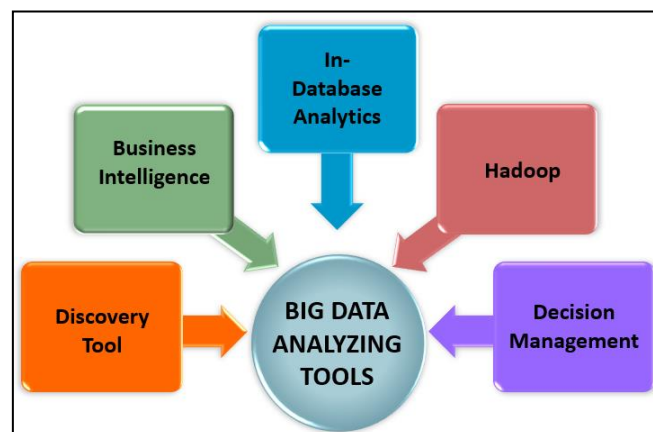 In-
Database
Analytics
Business
Intelligence
Hadoop
Discovery
Tool
BIG DATA
ANALYZING
TOOLS
Decision
Management